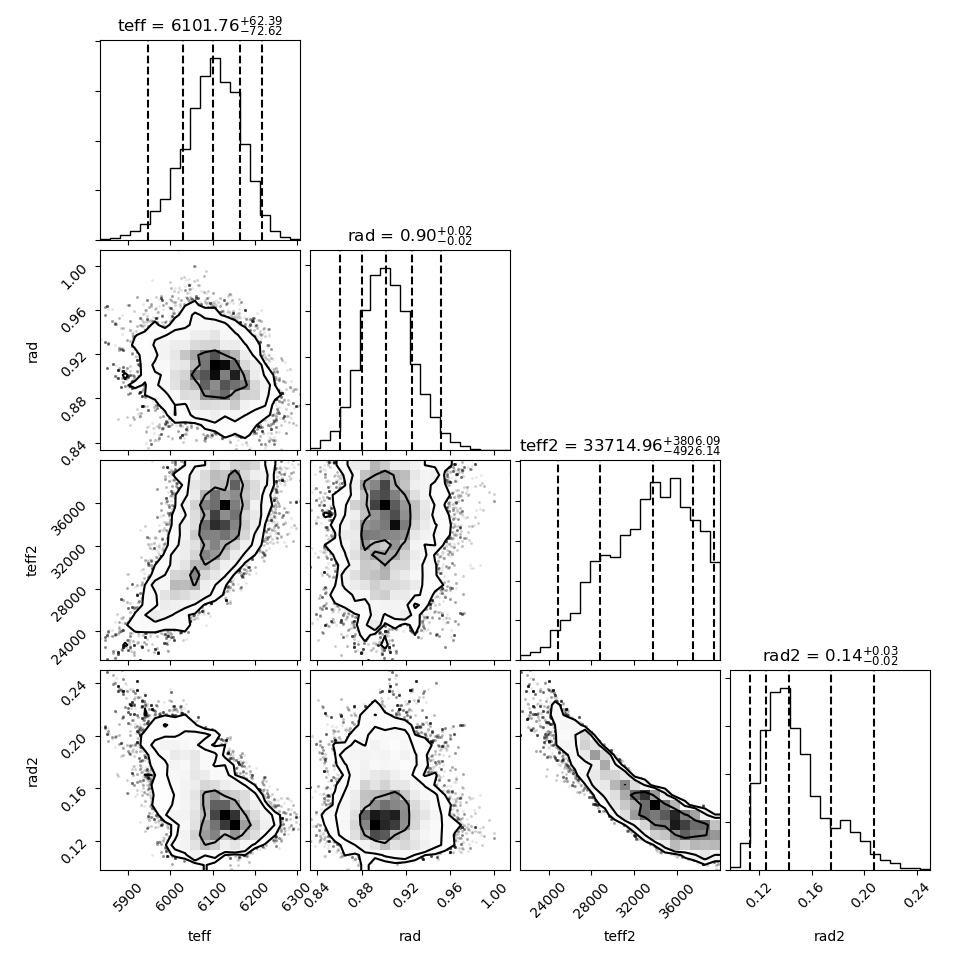 teff = 6101.76+62.39−72.62
rad = 0.90+0.02−0.02
1.00
0.96
0.92
0.88
0.84
rad
teff2 = 33714.96+3806.09−4926.14
36000
32000
28000
24000
teff2
rad2 = 0.14+0.03−0.02
0.24
0.20
0.16
0.12
rad2
5900 6000 6100 6200 6300
0.84 0.88 0.92 0.96 1.00
24000 28000 32000 36000
0.12 0.16 0.20 0.24
teff rad teff2 rad2